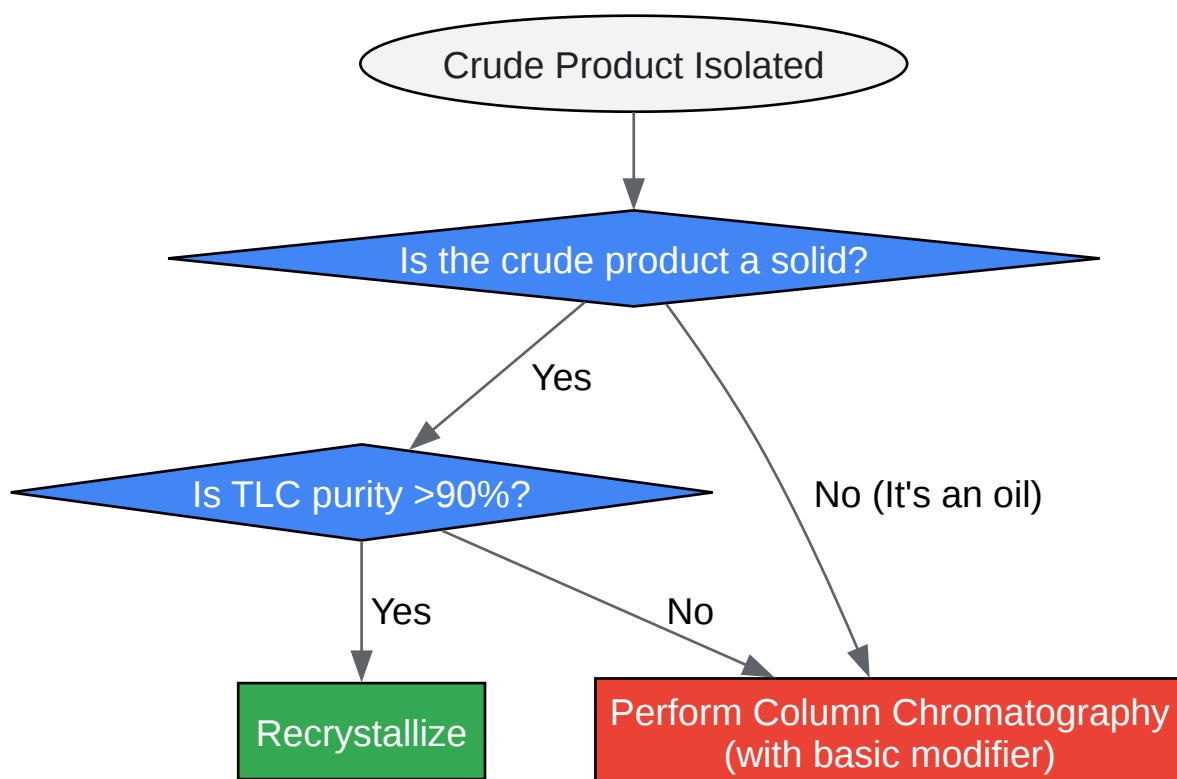 Crude Product Isolated
Is the crude product a solid?
Yes
Is TLC purity >90%?
No (It's an oil)
Yes
No
Recrystallize
Perform Column Chromatography
(with basic modifier)